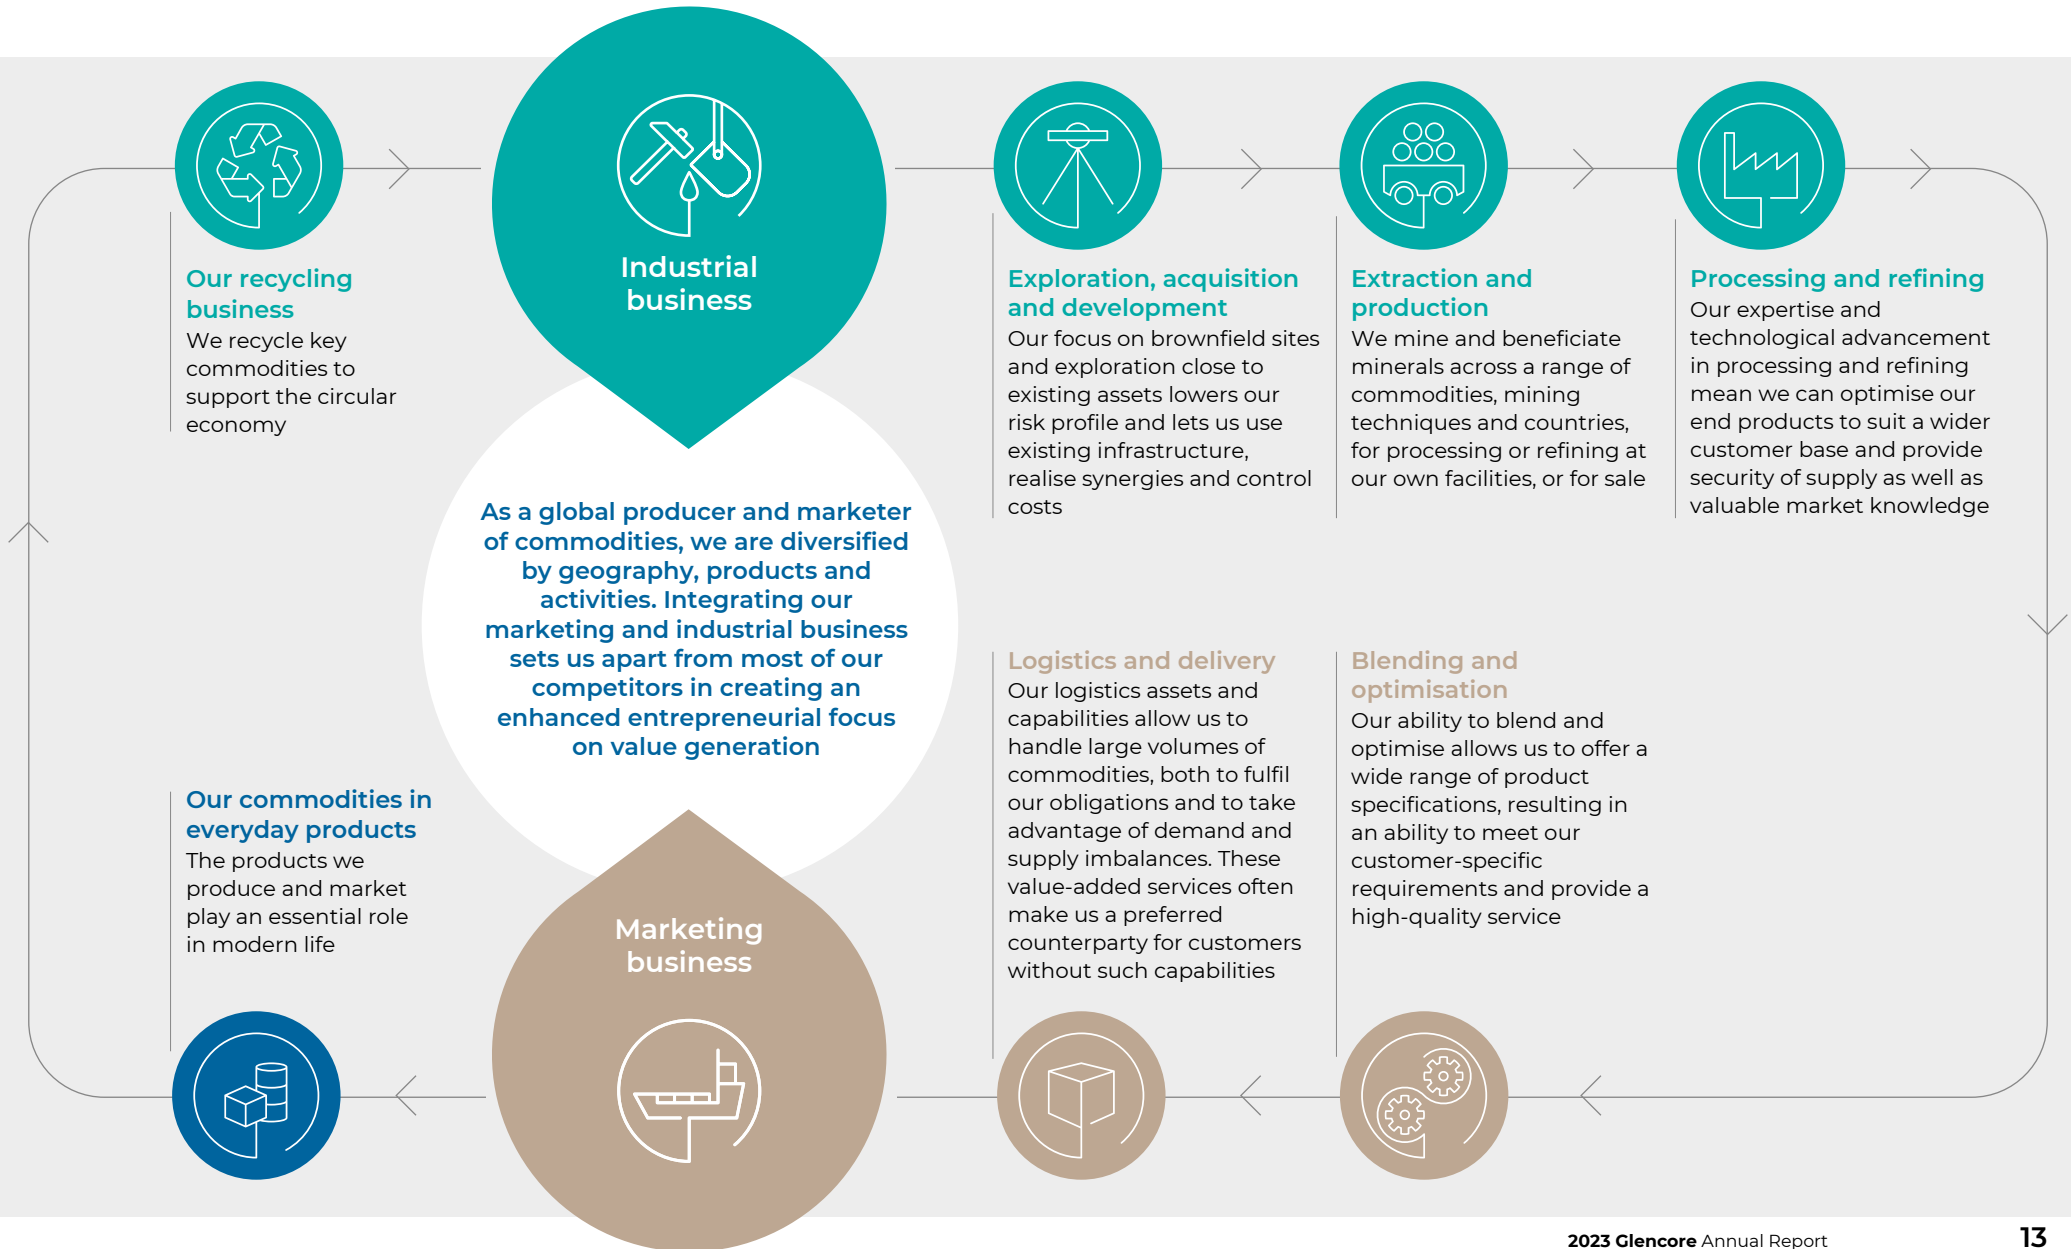 Our recycling
business
We recycle key
commodities to
support the circular
economy
Industrial
business
Exploration, acquisition
and development
Our focus on brownfield sites
and exploration close to
existing assets lowers our
risk profile and lets us use
existing infrastructure,
realise synergies and control
costs
Extraction and
production
We mine and beneficiate
minerals across a range of
commodities, mining
techniques and countries,
for processing or refining at
our own facilities, or for sale
Processing and refining
Our expertise and
technological advancement
in processing and refining
mean we can optimise our
end products to suit a wider
customer base and provide
security of supply as well as
valuable market knowledge
As a global producer and marketer
of commodities, we are diversified
by geography, products and
activities. Integrating our
marketing and industrial business
sets us apart from most of our
competitors in creating an
enhanced entrepreneurial focus
on value generation
Logistics and delivery
Our logistics assets and
capabilities allow us to
handle large volumes of
commodities, both to fulfil
our obligations and to take
advantage of demand and
supply imbalances. These
value-added services often
make us a preferred
counterparty for customers
without such capabilities
Blending and
optimisation
Our ability to blend and
optimise allows us to offer a
wide range of product
specifications, resulting in
an ability to meet our
customer-specific
requirements and provide a
high-quality service
Our commodities in
everyday products
The products we
produce and market
play an essential role
in modern life
Marketing
business
2023 Glencore Annual Report 13